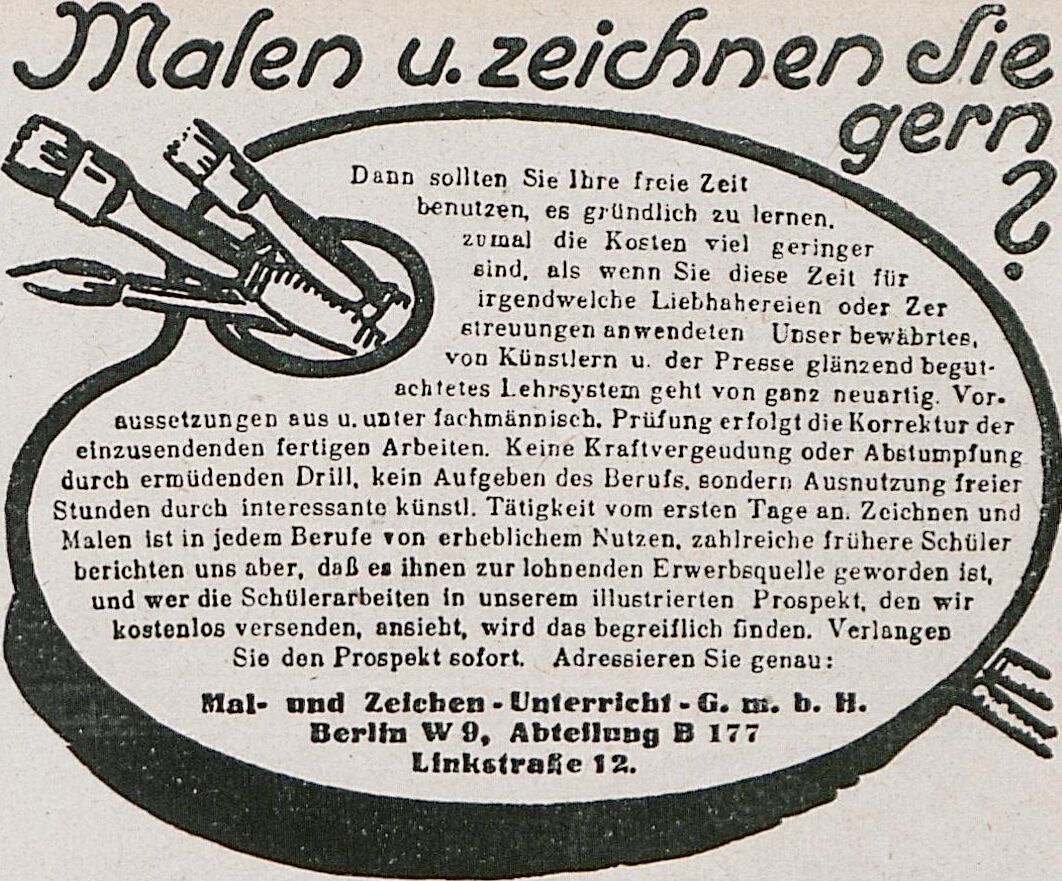 Malen u. zeichnen Sie
gern
?
Dann sollten Sie Ihre freie Zeit
benutzen, es gründlich zu lernen,
zumal die Kosten viel geringer
sind, als wenn Sie diese Zeit für
irgendwelche Liebhahereien oder Zer
streuungen anwendeten Unser bewährtes,
von Künstlern u. der Presse glänzend begut-
achtetes Lehrsystem geht von ganz neuartig. Vor-
aussetzungen aus u. unter fachmännisch. Prüfung erfolgt die Korrektur der
einzusendenden fertigen Arbeiten. Keine Kraftvergeudung oder Abstumpfung
durch ermüdenden Drill, kein Aufgeben des Berufs, sondern Ausnutzung freier
Stunden durch interessante künstl. Tätigkeit vom ersten Tage an. Zeichnen und
Malen ist in jedem Berufe von erheblichem Nutzen, zahlreiche frühere Schüler
berichten uns aber, daß es ihnen zur lohnenden Erwerbsquelle geworden ist,
und wer die Schülerarbeiten in unserem illustrierten Prospekt, den wir
kostenlos versenden, ansieht, wird das begreiflich finden. Verlangen
Sie den Prospekt sofort. Adressieren Sie genau:
Mal- und Zeichen-Unterricht-G. m. b. H.
Berlin W 9, Abteilung B 177
Linkstraße 12.